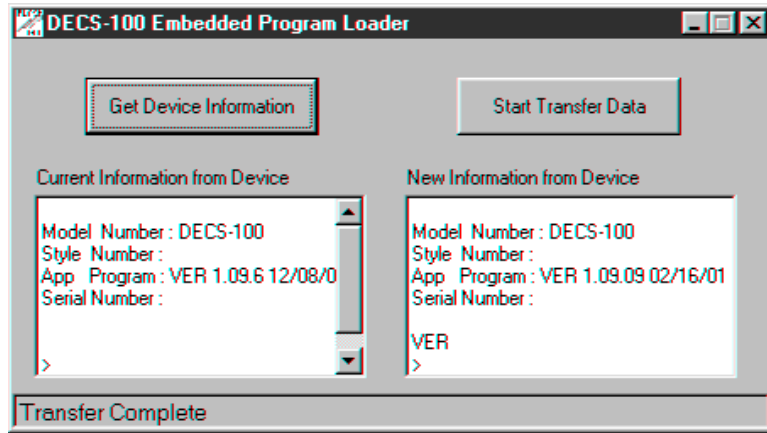 DECS-100 Embedded Program Loader
Get Device Information
Start Transfer Data
Current Information from Device
Model Number : DECS-100
Style Number :
App Program : VER 1.09.6 12/08/0
Serial Number :
>
New Information from Device
Model Number : DECS-100
Style Number :
App Program : VER 1.09.09 02/16/01
Serial Number :
VER
>
Transfer Complete